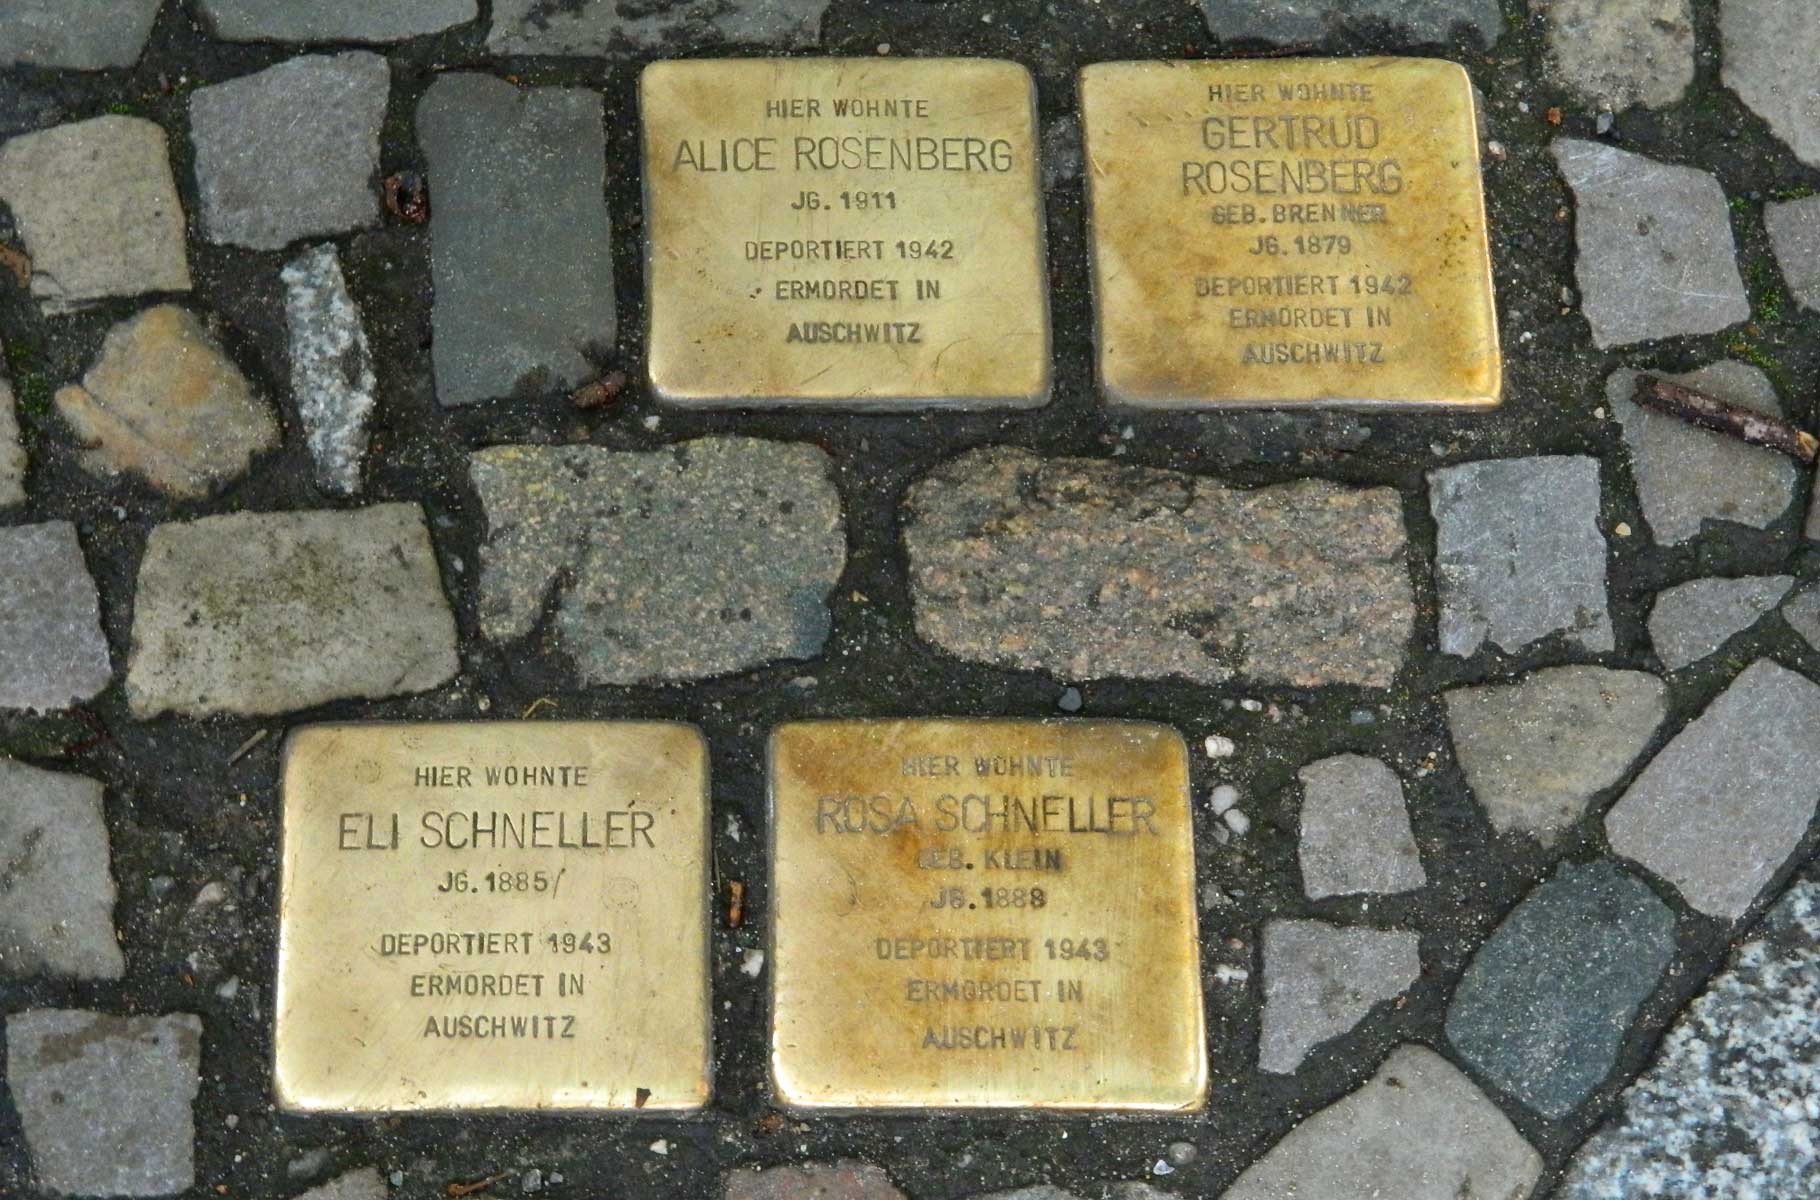 HIER WOHNTE
ALICE ROSENBERG
JG. 1911
DEPORTIERT 1942
ERMORDET IN
AUSCHWITZ
HIER WOHNTE
GERTRUD
ROSENBERG
GEB. BRENNER
JG. 1879
DEPORTIERT 1942
ERMORDET IN
AUSCHWITZ
HIER WOHNTE
ELI SCHNELLER
JG. 1885
DEPORTIERT 1943
ERMORDET IN
AUSCHWITZ
HIER WOHNTE
ROSA SCHNELLER
GEB. KLEIN
JG. 1888
DEPORTIERT 1943
ERMORDET IN
AUSCHWITZ